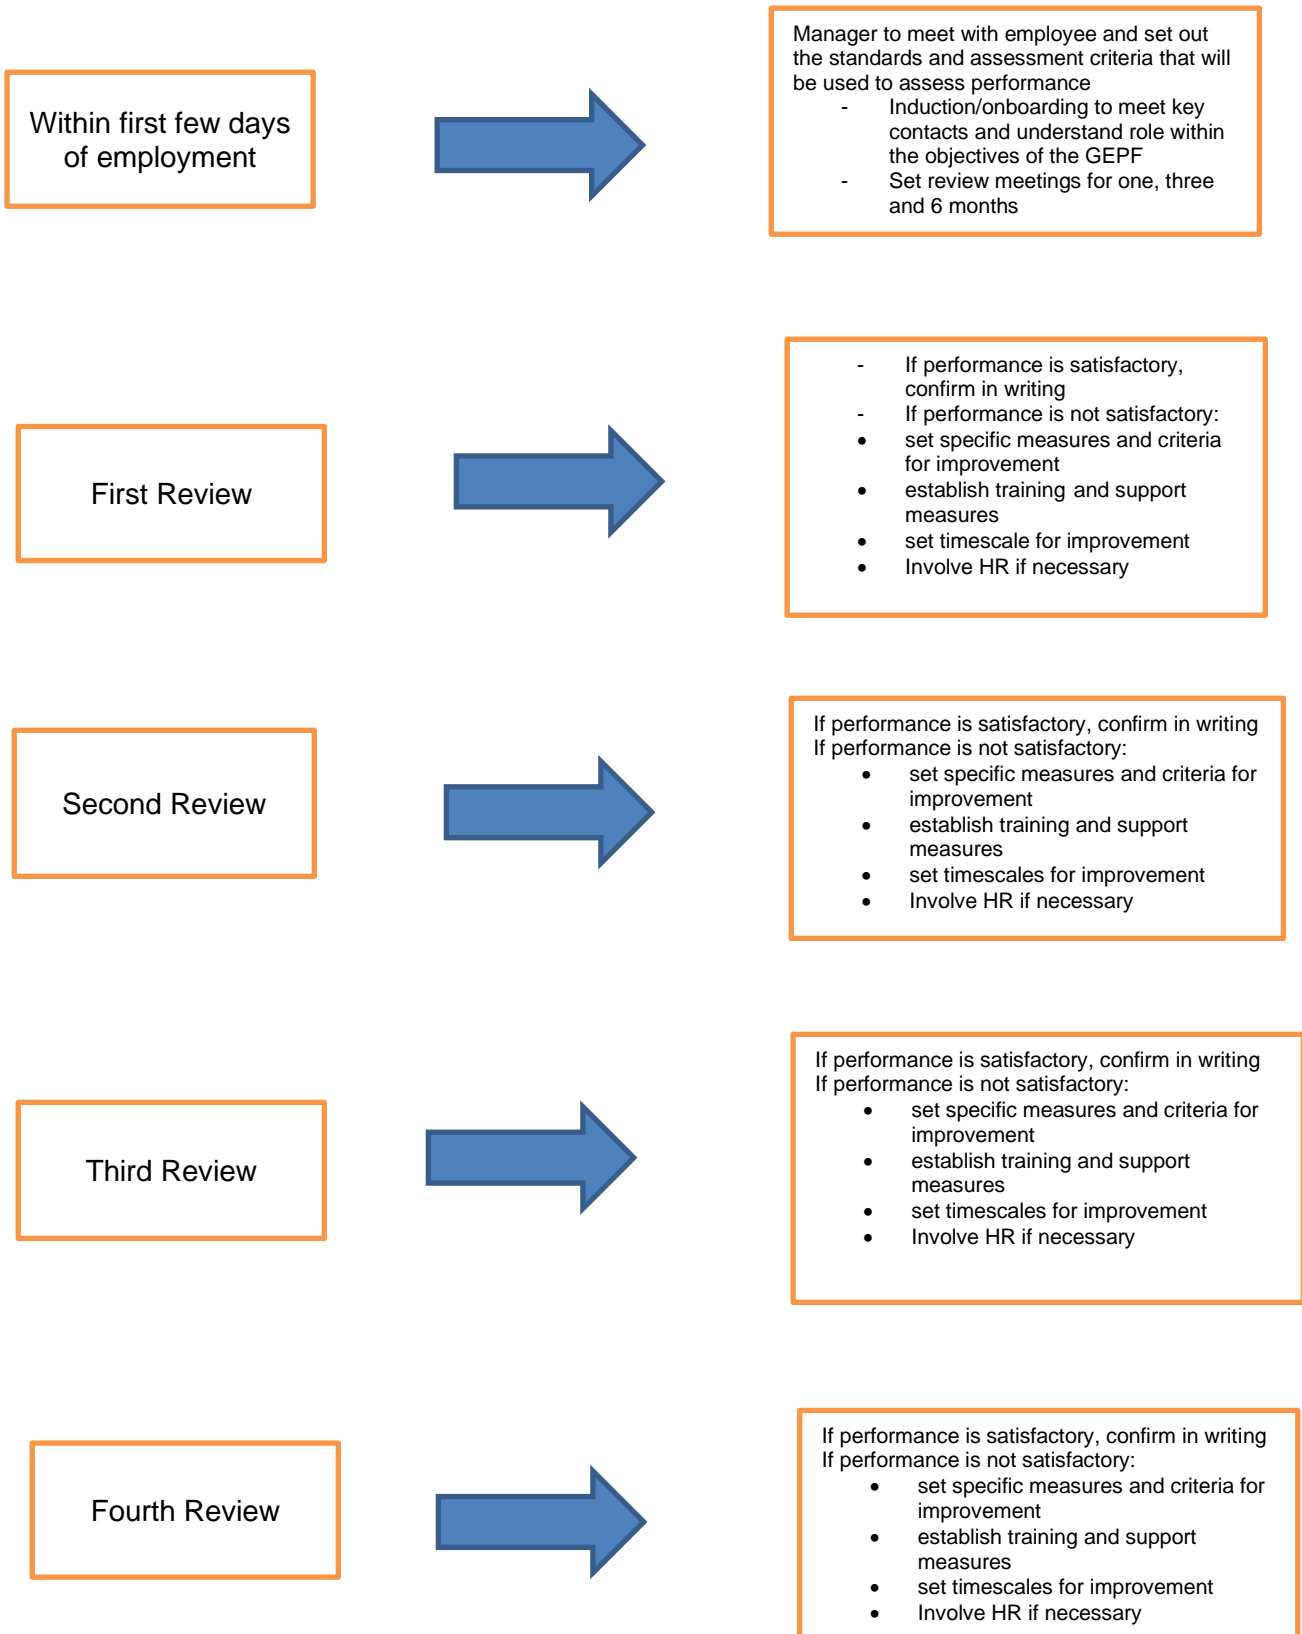 Within first few days
of employment
Manager to meet with employee and set out
the standards and assessment criteria that will
be used to assess performance
- Induction/onboarding to meet key
contacts and understand role within
the objectives of the GEPF
- Set review meetings for one, three
and 6 months
First Review
- If performance is satisfactory,
confirm in writing
- If performance is not satisfactory:
• set specific measures and criteria
for improvement
• establish training and support
measures
• set timescale for improvement
• Involve HR if necessary
Second Review
If performance is satisfactory, confirm in writing
If performance is not satisfactory:
• set specific measures and criteria for
improvement
• establish training and support
measures
• set timescales for improvement
• Involve HR if necessary
Third Review
If performance is satisfactory, confirm in writing
If performance is not satisfactory:
• set specific measures and criteria for
improvement
• establish training and support
measures
• set timescales for improvement
• Involve HR if necessary
Fourth Review
If performance is satisfactory, confirm in writing
If performance is not satisfactory:
• set specific measures and criteria for
improvement
• establish training and support
measures
• set timescales for improvement
• Involve HR if necessary